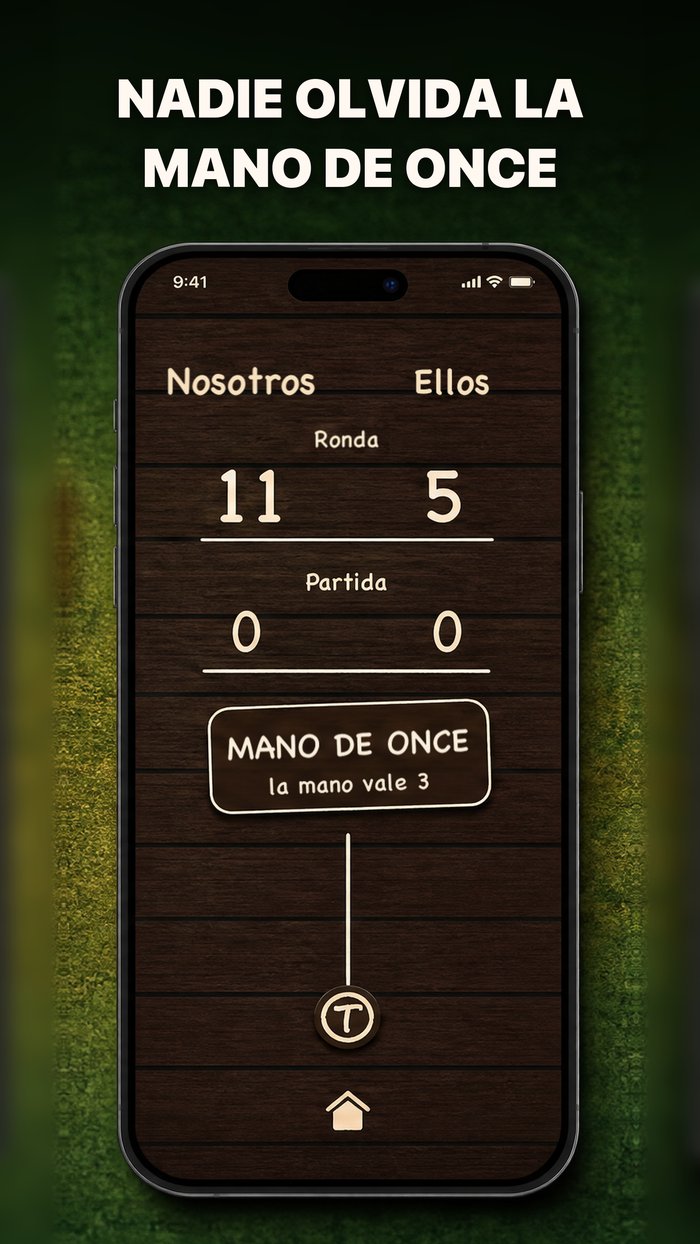 NADIE OLVIDA LA
MANO DE ONCE
9:41
Nosotros Ellos
Ronda
11 5
Partida
0 0
MANO DE ONCE
la mano vale 3
T